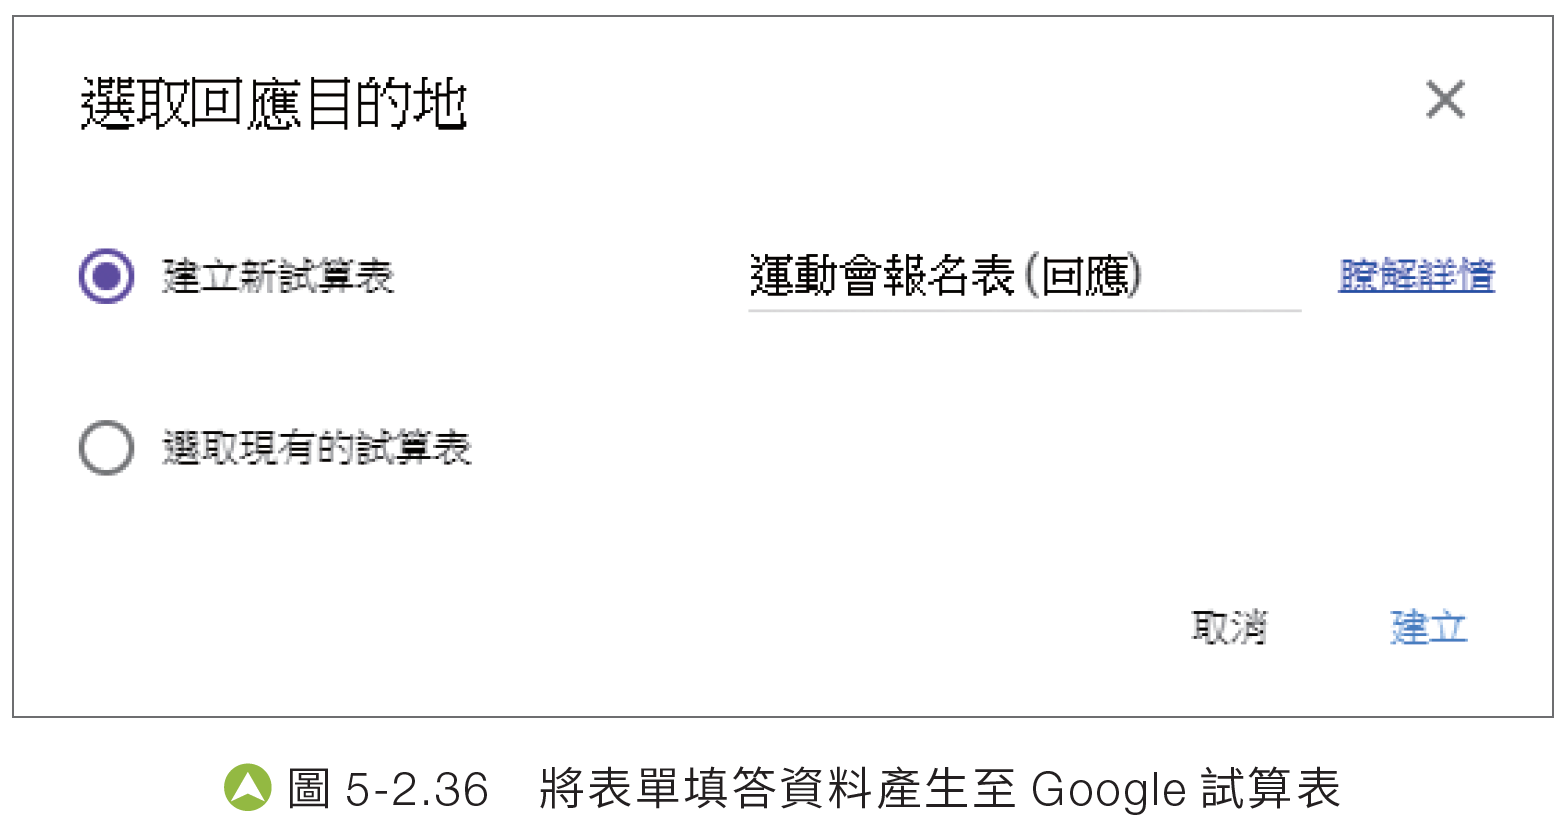 選取回應目的地
建立新試算表 運動會報名表(回應) 瞭解詳情
選取現有的試算表
取消 建立
圖 5-2.36 將表單填答資料產生至 Google 試算表